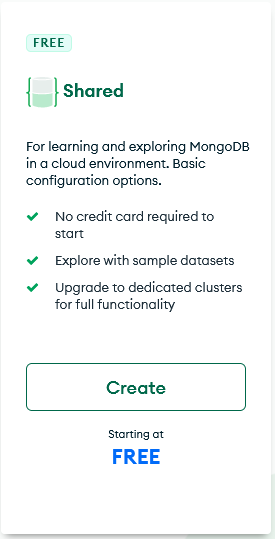 FREE
Shared
For learning and exploring MongoDB
in a cloud environment. Basic
configuration options.
No credit card required to
start
Explore with sample datasets
Upgrade to dedicated clusters
for full functionality
Create
Starting at
FREE